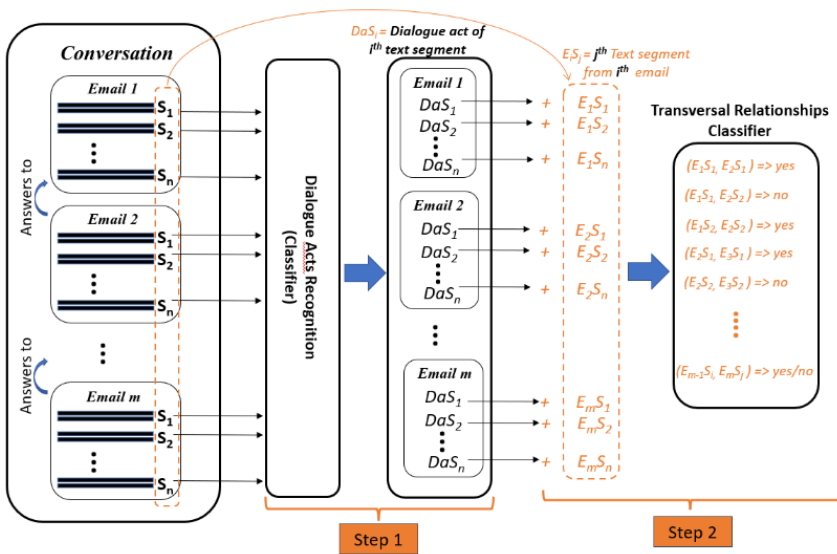 Conversation
Email 1
S1
S2
Sn
Answers to
Email 2
S1
S2
Sn
Answers to
Email m
S1
S2
Sn
Dialogue Acts Recognition
(Classifier)
DaSi = Dialogue act of
ith text segment
Email 1
DaS1
DaS2
DaSn
Email 2
DaS1
DaS2
DaSn
Email m
DaS1
DaS2
DaSn
EiSj = jth Text segment
from ith email
+ E1S1
+ E1S2
+ E1Sn
+ E2S1
+ E2S2
+ E2Sn
+ EmS1
+ EmS2
+ EmSn
Transversal Relationships
Classifier
(E1S1, E2S1 ) => yes
(E1S1, E2S2 ) => no
(E1S2, E2S2 ) => yes
(E2S1, E3S1 ) => yes
(E2S2, E3S2 ) => no
(Em-1Si, EmSj ) => yes/no
Step 1
Step 2